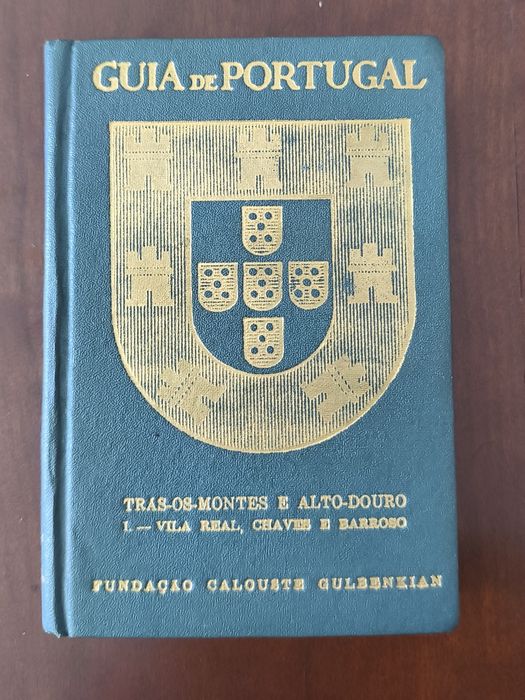 GUIA DE PORTUGAL
TRAS-OS-MONTES E ALTO-DOURO
I. — VILA REAL, CHAVES E BARROSO
FUNDAÇÃO CALOUSTE GULBENKIAN